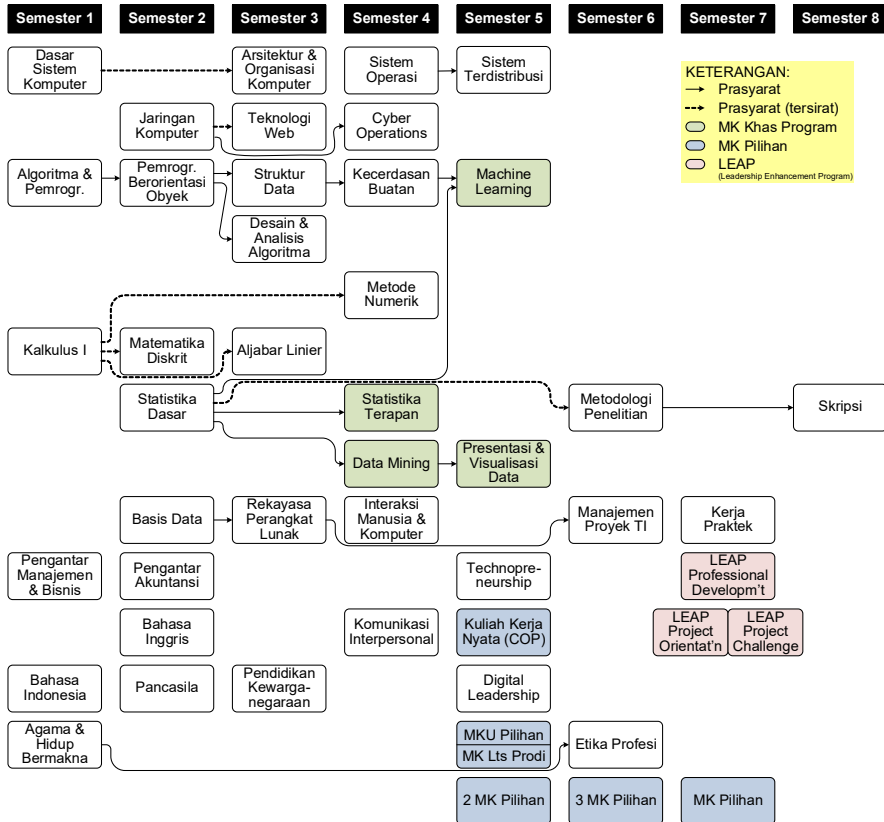 Semester 1
Semester 2
Semester 3
Semester 4
Semester 5
Semester 6
Semester 7
Semester 8
Dasar
Sistem
Komputer
Arsitektur &
Organisasi
Komputer
Sistem
Operasi
Sistem
Terdistribusi
KETERANGAN:
Prasyarat
Prasyarat (tersirat)
MK Khas Program
MK Pilihan
LEAP
(Leadership Enhancement Program)
Jaringan
Komputer
Teknologi
Web
Cyber
Operations
Algoritma &
Pemrogr.
Pemrogr.
Berorientasi
Obyek
Struktur
Data
Kecerdasan
Buatan
Machine
Learning
Desain &
Analisis
Algoritma
Metode
Numerik
Kalkulus I
Matematika
Diskrit
Aljabar Linier
Statistika
Dasar
Statistika
Terapan
Metodologi
Penelitian
Skripsi
Data Mining
Presentasi &
Visualisasi
Data
Basis Data
Rekayasa
Perangkat
Lunak
Interaksi
Manusia &
Komputer
Manajemen
Proyek TI
Kerja
Praktek
Pengantar
Manajemen
& Bisnis
Pengantar
Akuntansi
Technopre-
neurship
LEAP
Professional
Developm't
Bahasa
Inggris
Komunikasi
Interpersonal
Kuliah Kerja
Nyata (COP)
LEAP
Project
Orientat'n
LEAP
Project
Challenge
Bahasa
Indonesia
Pancasila
Pendidikan
Kewarga-
negaraan
Digital
Leadership
Agama &
Hidup
Bermakna
MKU Pilihan
MK Lts Prodi
Etika Profesi
2 MK Pilihan
3 MK Pilihan
MK Pilihan